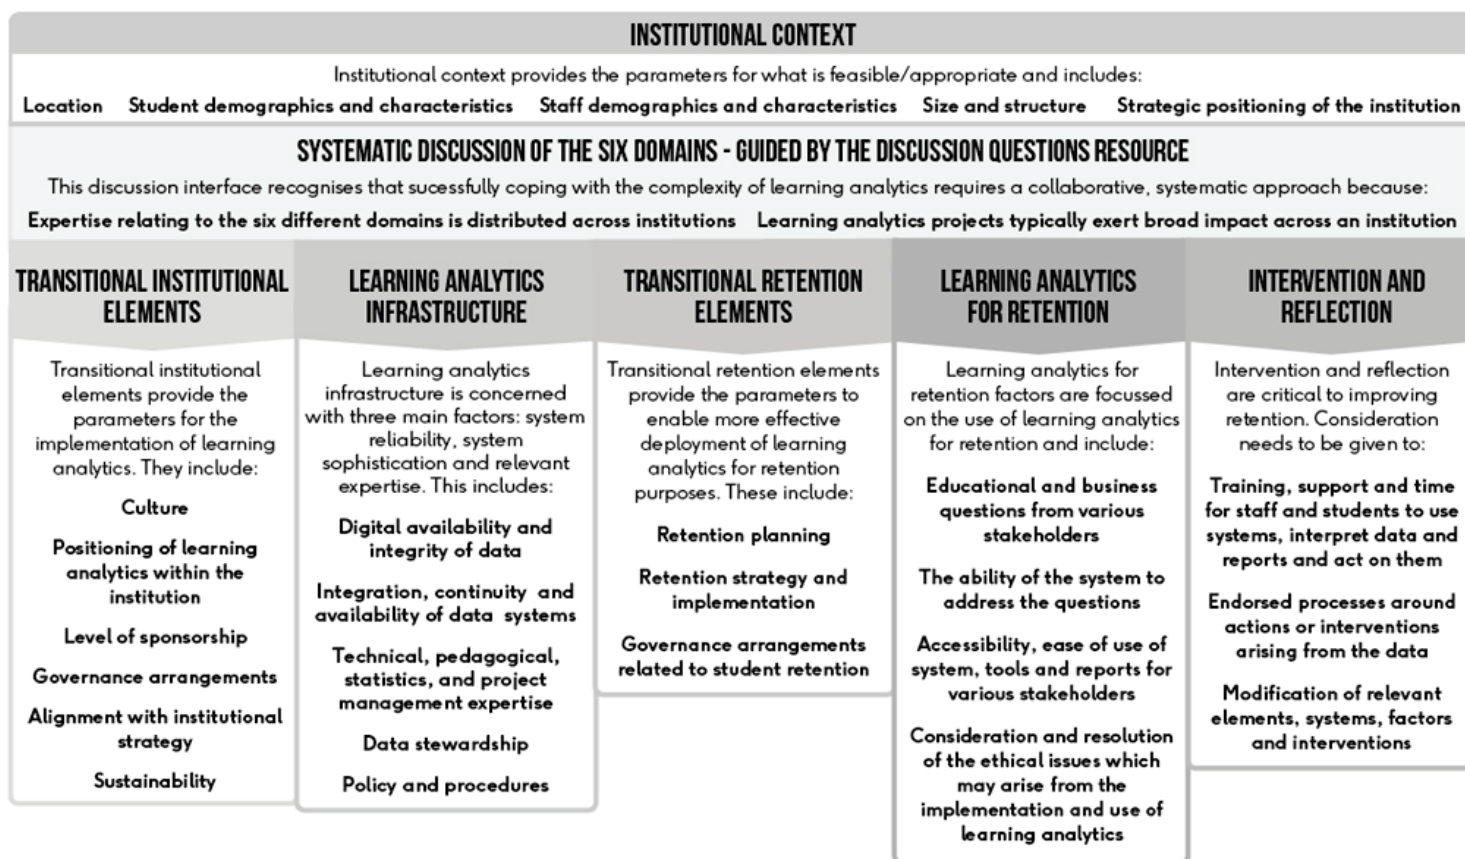 INSTITUTIONAL CONTEXT
Institutional context provides the parameters for what is feasible/appropriate and includes:
Location Student demographics and characteristics Staff demographics and characteristics Size and structure Strategic positioning of the institution
SYSTEMATIC DISCUSSION OF THE SIX DOMAINS - GUIDED BY THE DISCUSSION QUESTIONS RESOURCE
This discussion interface recognises that sucessfully coping with the complexity of learning analytics requires a collaborative, systematic approach because:
Expertise relating to the six different domains is distributed across institutions Learning analytics projects typically exert broad impact across an institution
TRANSITIONAL INSTITUTIONAL
ELEMENTS
Transitional institutional
elements provide the
parameters for the
implementation of learning
analytics. They include:
Culture
Positioning of learning
analytics within the
institution
Level of sponsorship
Governance arrangements
Alignment with institutional
strategy
Sustainability
LEARNING ANALYTICS
INFRASTRUCTURE
Learning analytics
infrastructure is concerned
with three main factors: system
reliability, system
sophistication and relevant
expertise. This includes:
Digital availability and
integrity of data
Integration, continuity and
availability of data systems
Technical, pedagogical,
statistics, and project
management expertise
Data stewardship
Policy and procedures
TRANSITIONAL RETENTION
ELEMENTS
Transitional retention elements
provide the parameters to
enable more effective
deployment of learning
analytics for retention
purposes. These include:
Retention planning
Retention strategy and
implementation
Governance arrangements
related to student retention
LEARNING ANALYTICS
FOR RETENTION
Learning analytics for
retention factors are focussed
on the use of learning analytics
for retention and include:
Educational and business
questions from various
stakeholders
The ability of the system to
address the questions
Accessibility, ease of use of
system, tools and reports for
various stakeholders
Consideration and resolution
of the ethical issues which
may arise from the
implementation and use of
learning analytics
INTERVENTION AND
REFLECTION
Intervention and reflection
are critical to improving
retention. Consideration
needs to be given to:
Training, support and time
for staff and students to use
systems, interpret data and
reports and act on them
Endorsed processes around
actions or interventions
arising from the data
Modification of relevant
elements, systems, factors
and interventions